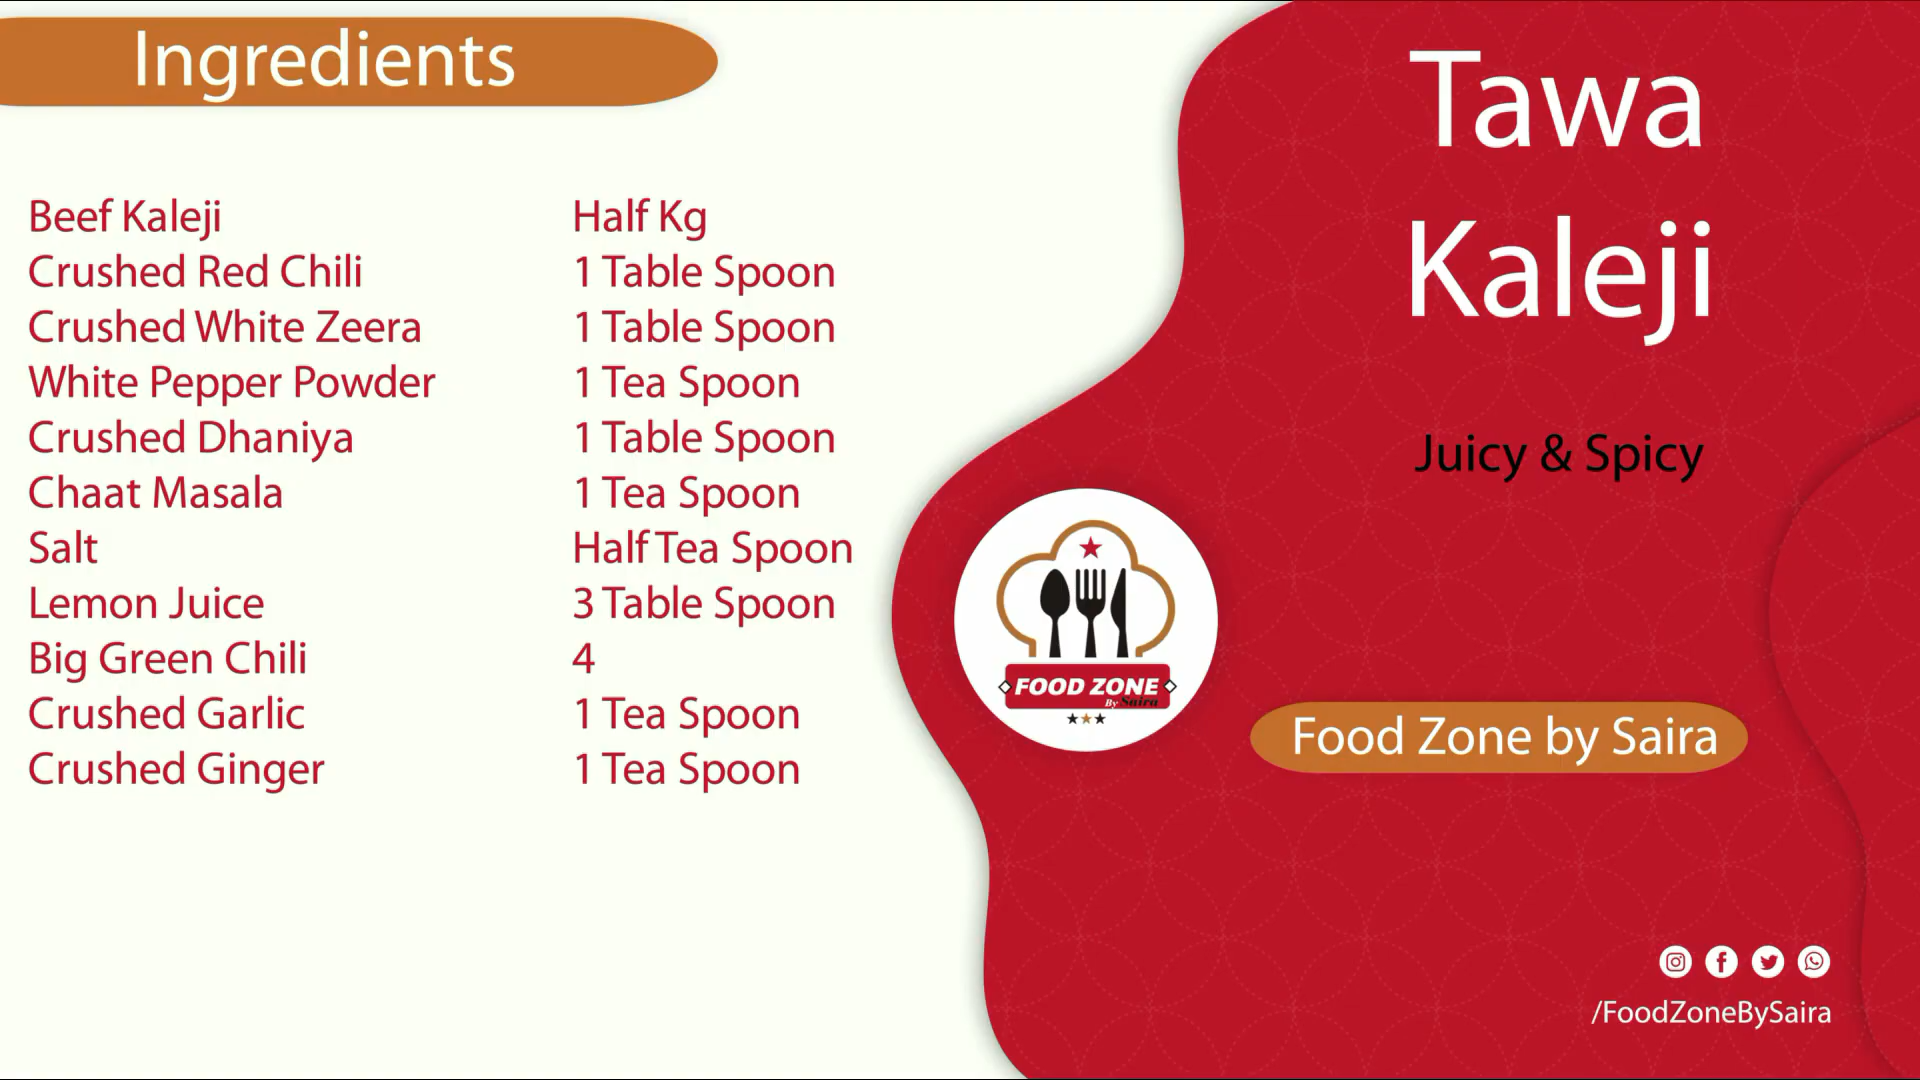 Ingredients
Beef Kaleji Half Kg
Crushed Red Chili 1 Table Spoon
Crushed White Zeera 1 Table Spoon
White Pepper Powder 1 Tea Spoon
Crushed Dhaniya 1 Table Spoon
Chaat Masala 1 Tea Spoon
Salt Half Tea Spoon
Lemon Juice 3 Table Spoon
Big Green Chili 4
Crushed Garlic 1 Tea Spoon
Crushed Ginger 1 Tea Spoon
Tawa
Kaleji
Juicy & Spicy
FOOD ZONE
By Saira
Food Zone by Saira
/FoodZoneBySaira